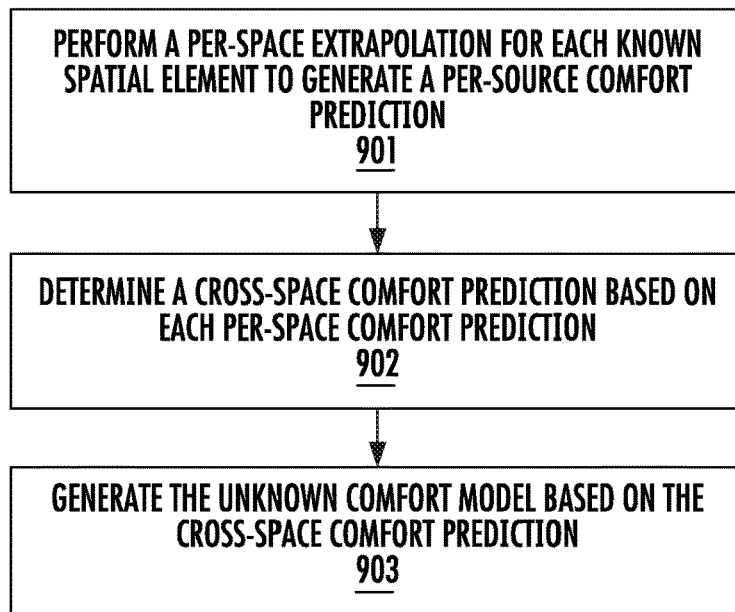 PERFORM A PER-SPACE EXTRAPOLATION FOR EACH KNOWN
SPATIAL ELEMENT TO GENERATE A PER-SOURCE COMFORT
PREDICTION
901
DETERMINE A CROSS-SPACE COMFORT PREDICTION BASED ON
EACH PER-SPACE COMFORT PREDICTION
902
GENERATE THE UNKNOWN COMFORT MODEL BASED ON THE
CROSS-SPACE COMFORT PREDICTION
903